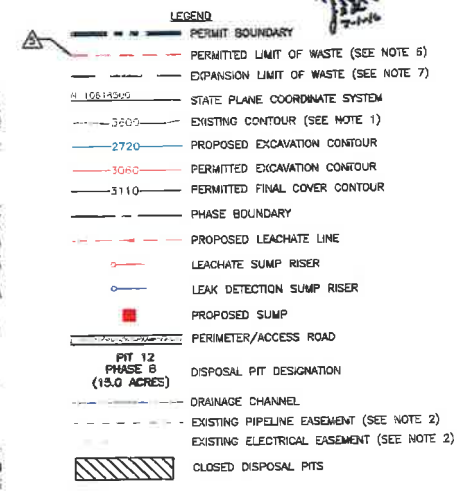 LEGEND
PERMIT BOUNDARY
PERMITTED LIMIT OF WASTE (SEE NOTE 6)
EXPANSION LIMIT OF WASTE (SEE NOTE 7)
N 10614500 STATE PLANE COORDINATE SYSTEM
3600 EXISTING CONTOUR (SEE NOTE 1)
2720 PROPOSED EXCAVATION CONTOUR
3060 PERMITTED EXCAVATION CONTOUR
3110 PERMITTED FINAL COVER CONTOUR
PHASE BOUNDARY
PROPOSED LEACHATE LINE
LEACHATE SUMP RISER
LEAK DETECTION SUMP RISER
PROPOSED SUMP
PERIMETER/ACCESS ROAD
PIT 12
PHASE B
(15.0 ACRES)
DISPOSAL PIT DESIGNATION
DRAINAGE CHANNEL
EXISTING PIPELINE EASEMENT (SEE NOTE 2)
EXISTING ELECTRICAL EASEMENT (SEE NOTE 2)
CLOSED DISPOSAL PITS